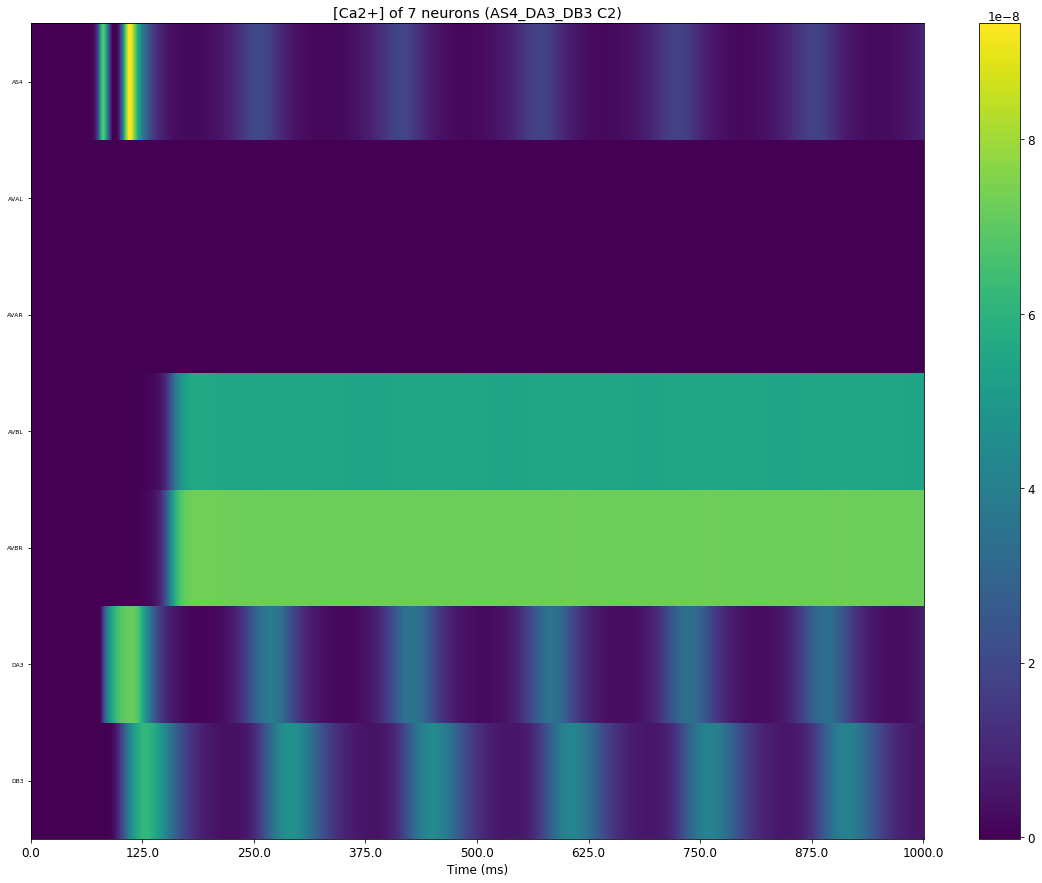 [Ca2+] of 7 neurons (AS4_DA3_DB3 C2)
1e−8
AS4
AVAL
AVAR
AVBL
AVBR
DA3
DB3
8
6
4
2
0
0.0 125.0 250.0 375.0 500.0 625.0 750.0 875.0 1000.0
Time (ms)